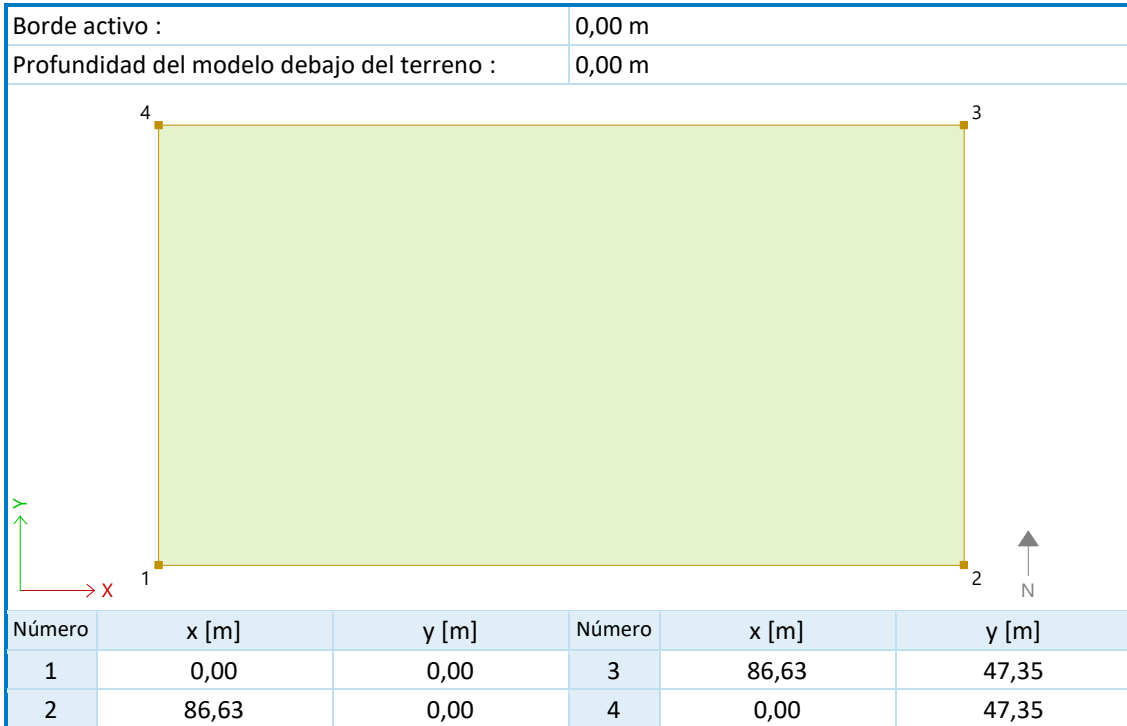 Borde activo : 0,00 m
Profundidad del modelo debajo del terreno : 0,00 m
4 3
Y
1 X 2 N
Número x [m] y [m] Número x [m] y [m]
1 0,00 0,00 3 86,63 47,35
2 86,63 0,00 4 0,00 47,35